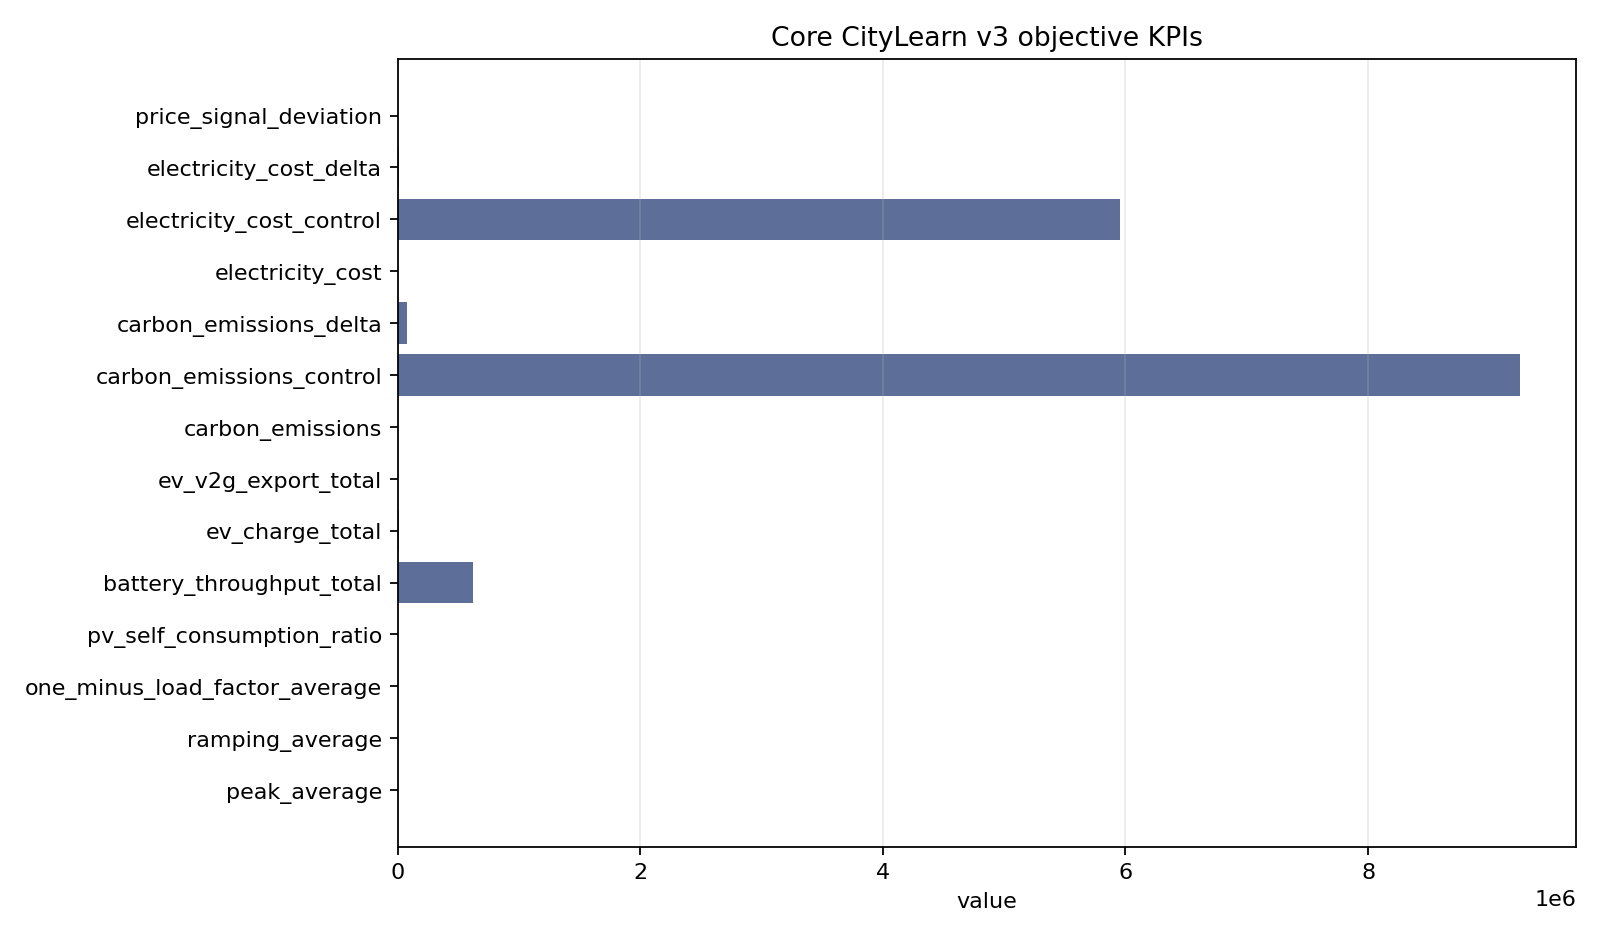 Core CityLearn v3 objective KPIs
price_signal_deviation
electricity_cost_delta
electricity_cost_control
electricity_cost
carbon_emissions_delta
carbon_emissions_control
carbon_emissions
ev_v2g_export_total
ev_charge_total
battery_throughput_total
pv_self_consumption_ratio
one_minus_load_factor_average
ramping_average
peak_average
0 2 4 6 8
value
1e6